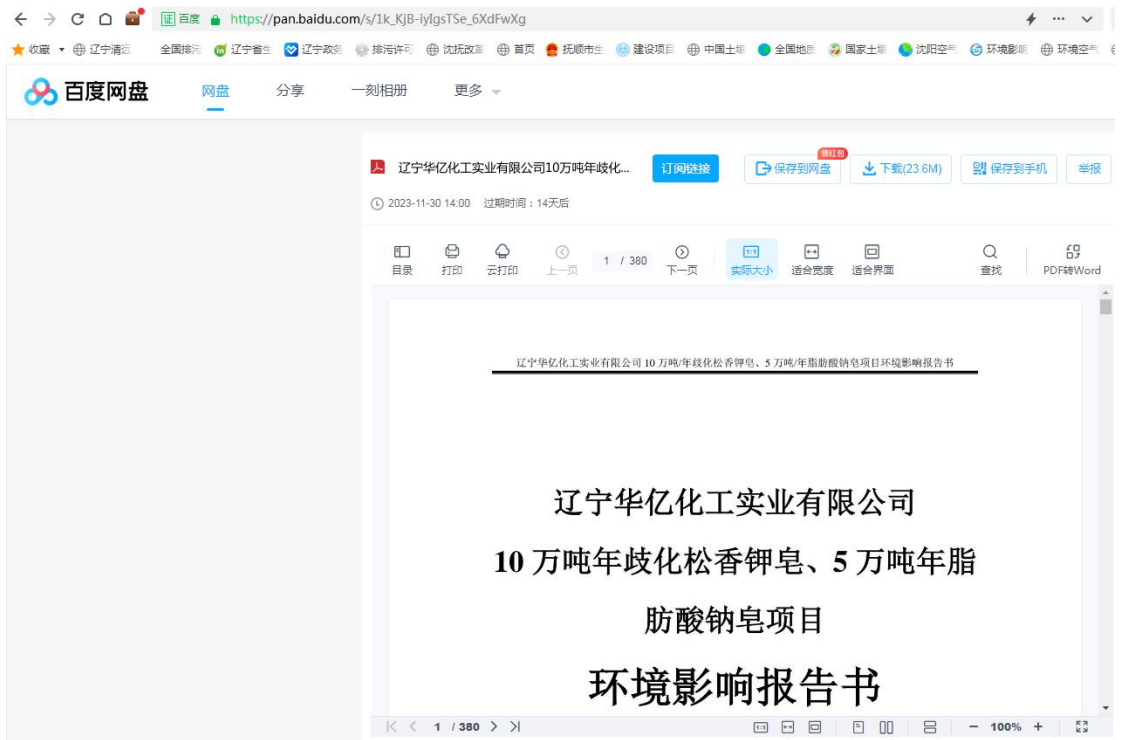 证 百度 https://pan.baidu.com/s/1k_KjB-iyIgsTSe_6XdFwXg
收藏 辽宁清洁 全国排污 辽宁省生 辽宁政务 排污许可 沈抚改革 首页 抚顺市生 建设项目 中国土壤 全国地质 国家土壤 沈阳空气 环境影响 环境空气
百度网盘 网盘 分享 一刻相册 更多
领红包
辽宁华亿化工实业有限公司10万吨年歧化... 订阅链接 保存到网盘 下载(23.6M) 保存到手机 举报
2023-11-30 14:00 过期时间：14天后
目录 打印 云打印 上一页 1 / 380 下一页 1:1 实际大小 适合宽度 适合界面 查找 PDF转Word
辽宁华亿化工实业有限公司 10 万吨/年歧化松香钾皂、5 万吨/年脂肪酸钠皂项目环境影响报告书
辽宁华亿化工实业有限公司
10 万吨年歧化松香钾皂、5 万吨年脂
肪酸钠皂项目
环境影响报告书
1 / 380 1:1 100%